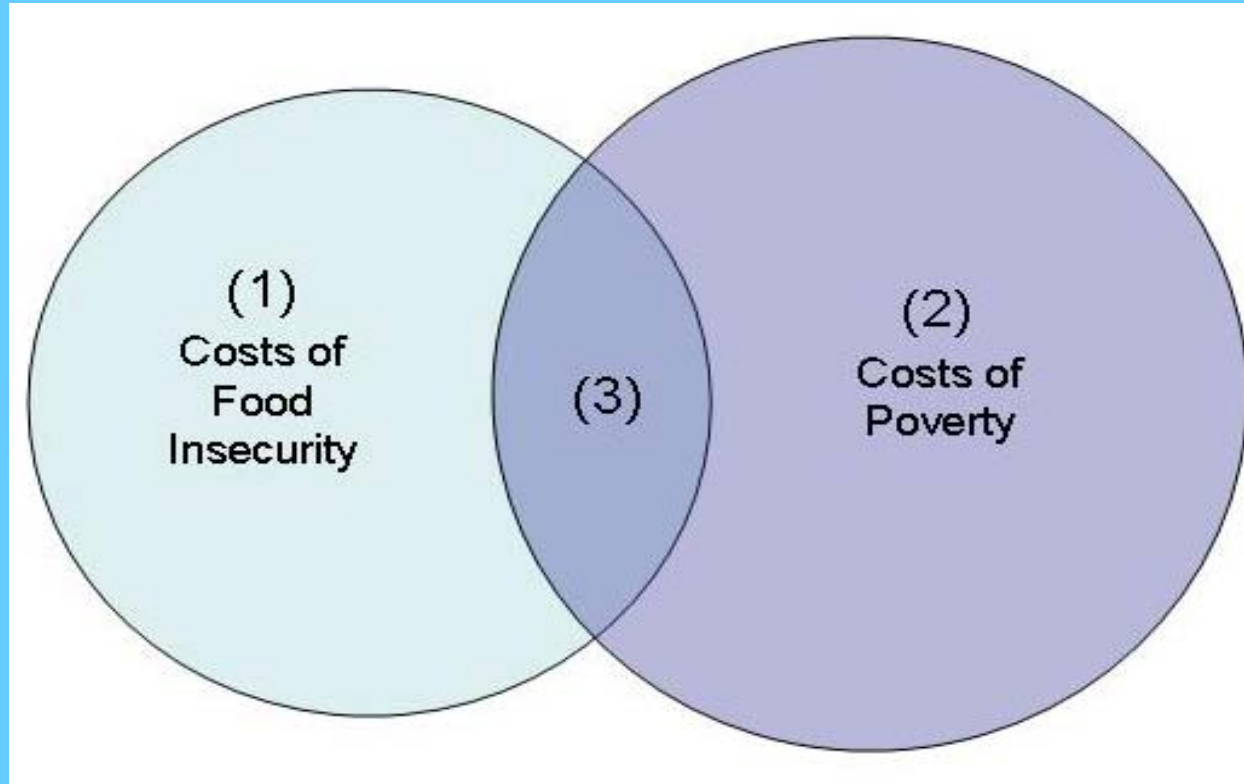 (1)
Costs of
Food
Insecurity
(3)
(2)
Costs of
Poverty